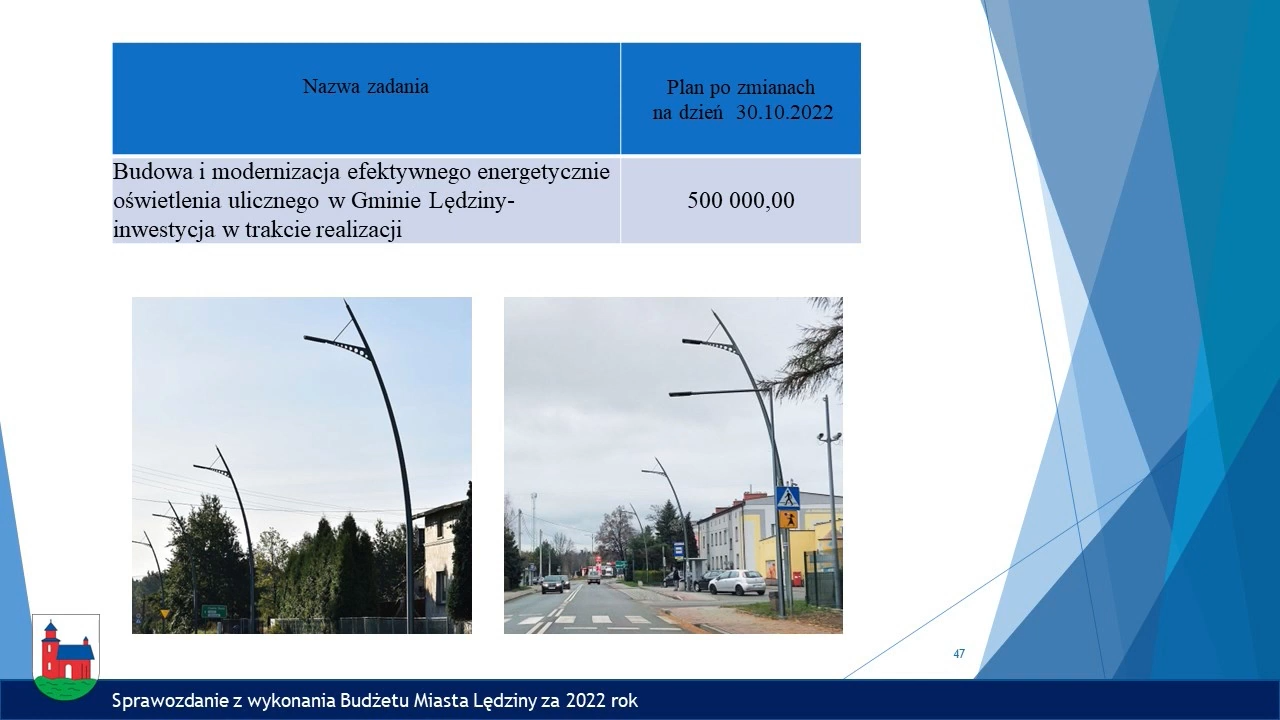 Nazwa zadania
Plan po zmianach
na dzień 30.10.2022
Budowa i modernizacja efektywnego energetycznie
oświetlenia ulicznego w Gminie Lędziny-
inwestycja w trakcie realizacji
500 000,00
47
Sprawozdanie z wykonania Budżetu Miasta Lędziny za 2022 rok